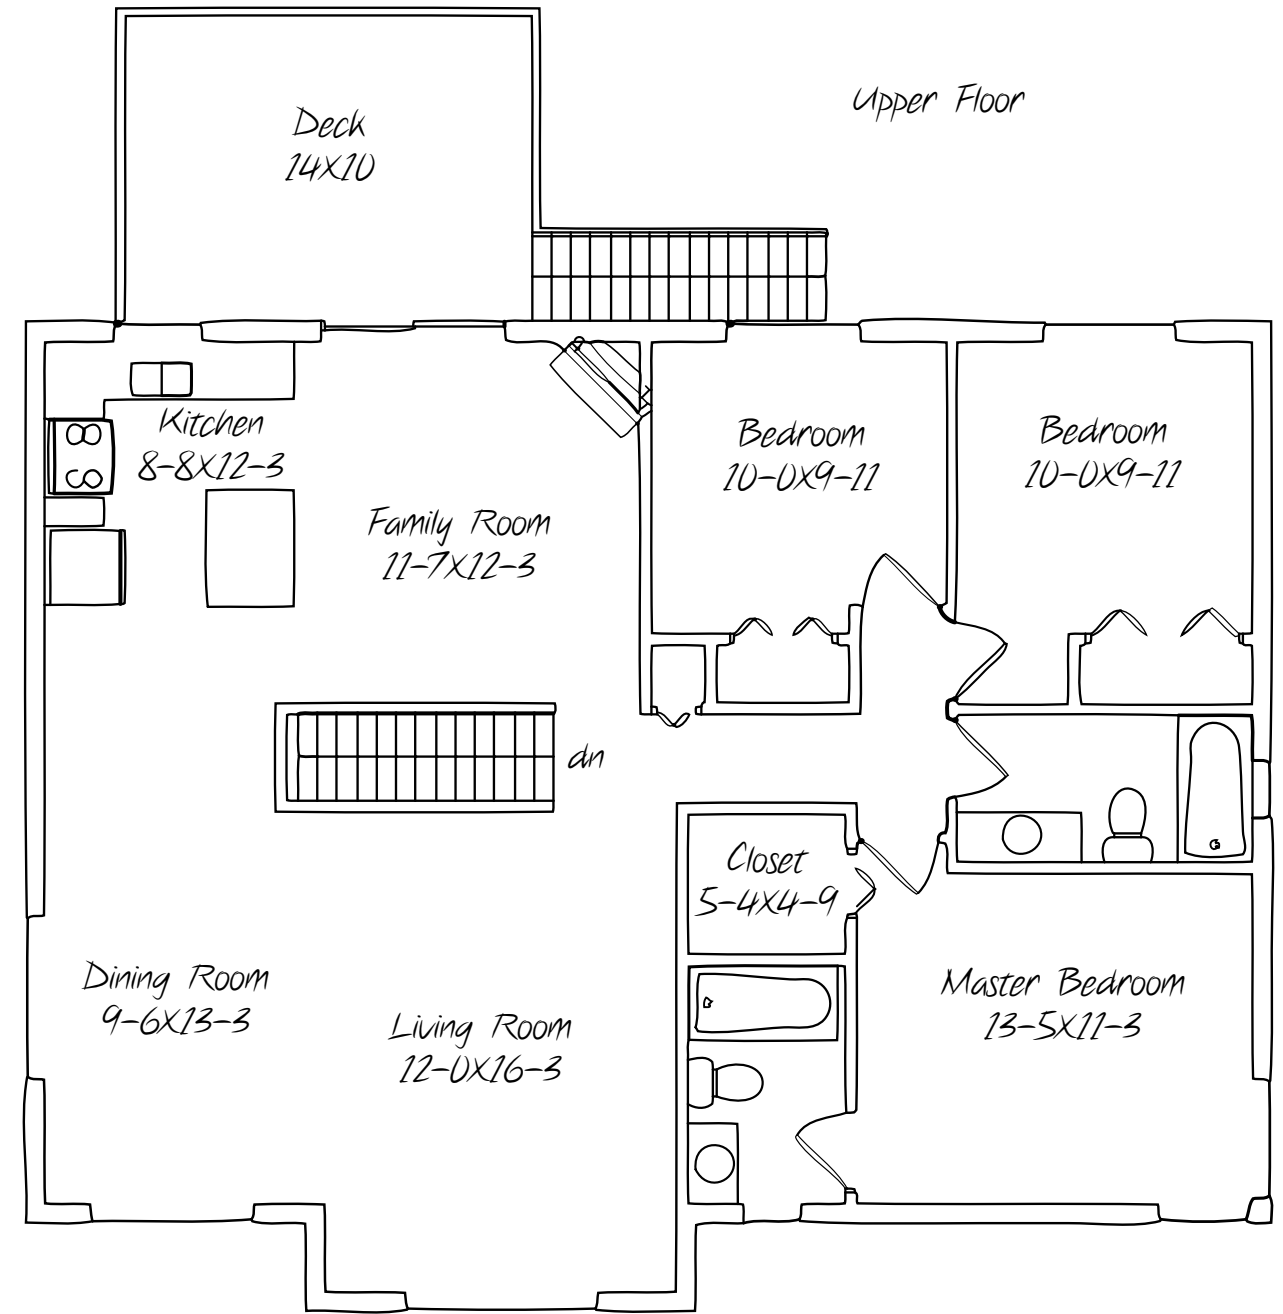 Upper Floor
Deck
14X10
Kitchen
8-8X12-3
Bedroom
10-0X9-11
Bedroom
10-0X9-11
Family Room
11-7X12-3
dn
Closet
5-4X4-9
Dining Room
9-6X13-3
Living Room
12-0X16-3
Master Bedroom
13-5X11-3